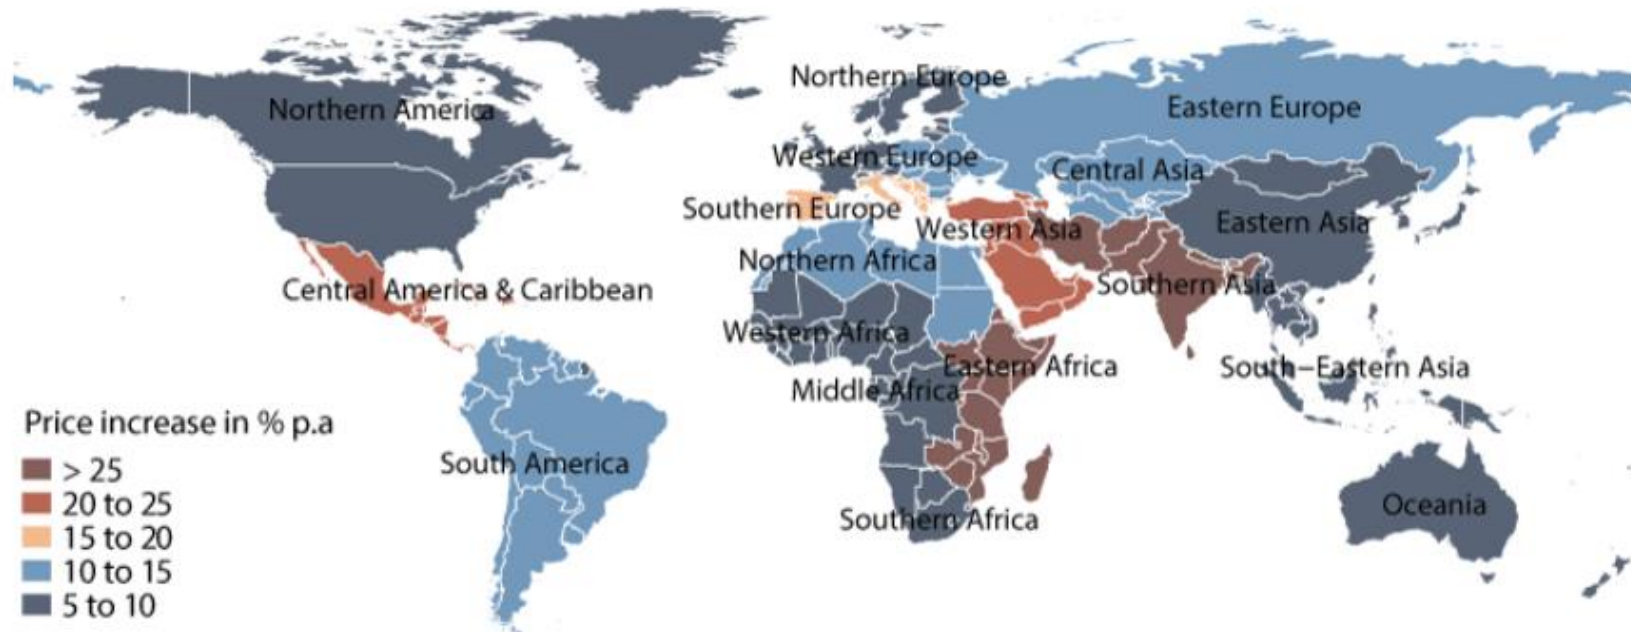 Northern Europe
Northern America
Eastern Europe
Western Europe
Central Asia
Southern Europe
Eastern Asia
Western Asia
Northern Africa
Central America & Caribbean
Southern Asia
Western Africa
Eastern Africa
South–Eastern Asia
Middle Africa
Price increase in % p.a
South America
> 25
20 to 25
Oceania
Southern Africa
15 to 20
10 to 15
5 to 10